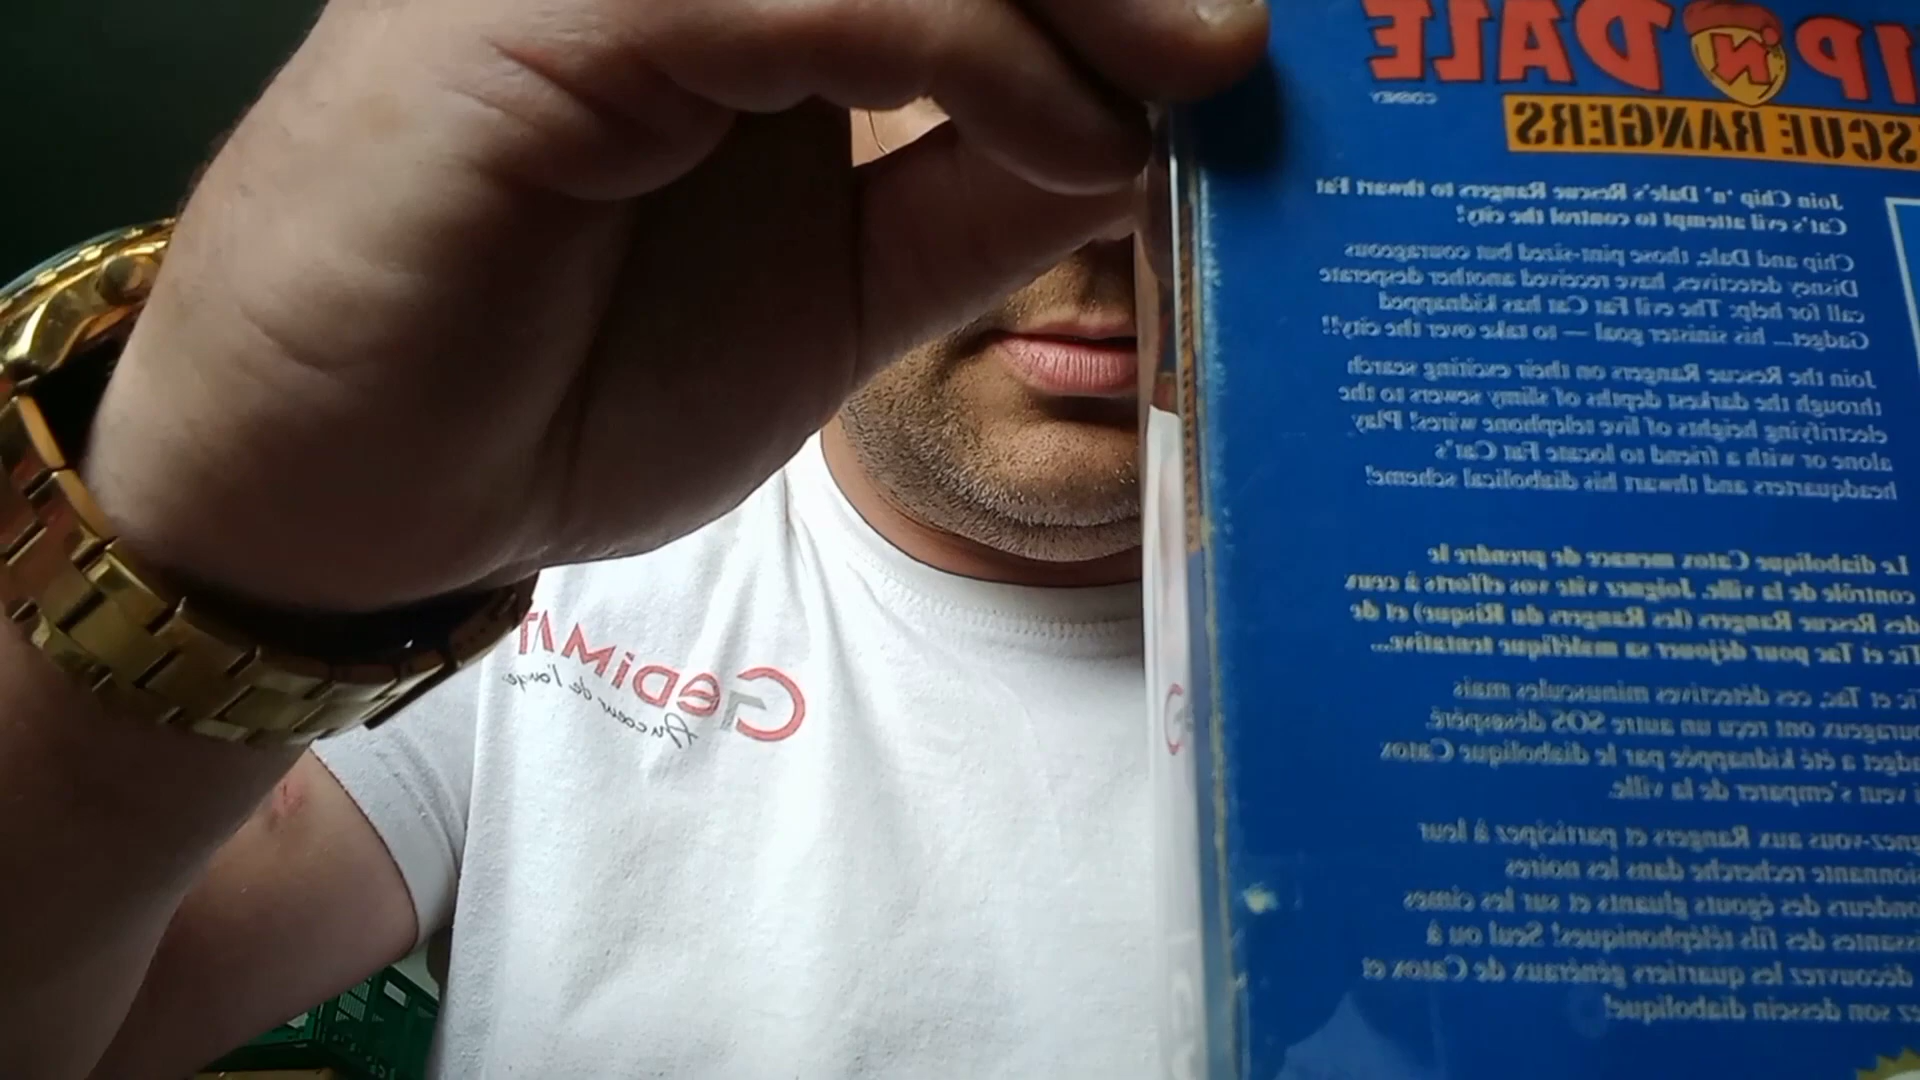 IP 'N DALE
©DISNEY
SCUE RANGERS
Join Chip 'n' Dale's Rescue Rangers to thwart Fat
Cat's evil attempt to control the city!
Chip and Dale, those pint-sized but courageous
Disney detectives, have received another desperate
call for help: The evil Fat Cat has kidnapped
Gadget... his sinister goal — to take over the city!!
Join the Rescue Rangers on their exciting search
through the darkest depths of slimy sewers to the
electrifying heights of live telephone wires! Play
alone or with a friend to locate Fat Cat's
headquarters and thwart his diabolical scheme!
Le diabolique Catox menace de prendre le
contrôle de la ville. Joignez vite vos efforts à ceux
des Rescue Rangers (les Rangers du Risque) et de
Tic et Tac pour déjouer sa maléfique tentative...
Tic et Tac, ces détectives minuscules mais
ourageux ont reçu un autre SOS désespéré.
adget a été kidnappée par le diabolique Catox
i veut s'emparer de la ville.
gnez-vous aux Rangers et participez à leur
sionnante recherche dans les noires
ondeurs des égouts gluants et sur les cimes
issantes des fils téléphoniques! Seul ou à
découvrez les quartiers généraux de Catox et
ez son dessein diabolique!
GEDIMAT
Au coeur de l'ouvrage